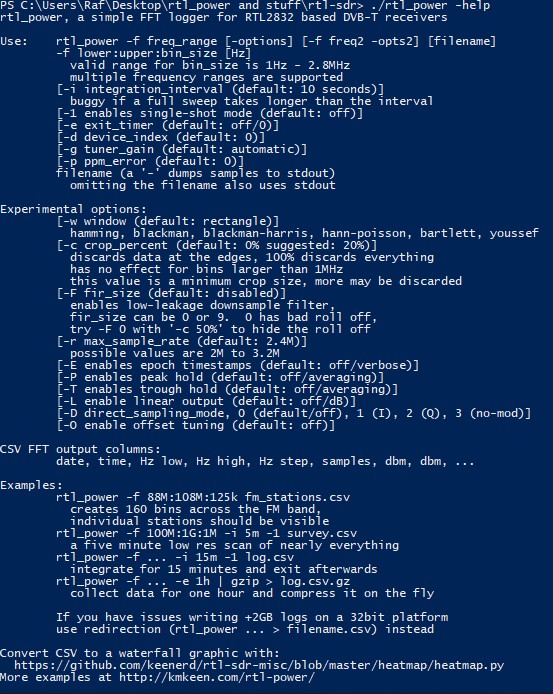 PS C:\Users\Raf\Desktop\rtl_power and stuff\rtl-sdr> ./rtl_power -help
rtl_power, a simple FFT logger for RTL2832 based DVB-T receivers
Use:    rtl_power -f freq_range [-options] [-f freq2 -opts2] [filename]
        -f lower:upper:bin_size [Hz]
          valid range for bin_size is 1Hz - 2.8MHz
          multiple frequency ranges are supported
        [-i integration_interval (default: 10 seconds)]
          buggy if a full sweep takes longer than the interval
        [-1 enables single-shot mode (default: off)]
        [-e exit_timer (default: off/0)]
        [-d device_index (default: 0)]
        [-g tuner_gain (default: automatic)]
        [-p ppm_error (default: 0)]
        filename (a '-' dumps samples to stdout)
          omitting the filename also uses stdout
Experimental options:
        [-w window (default: rectangle)]
          hamming, blackman, blackman-harris, hann-poisson, bartlett, youssef
        [-c crop_percent (default: 0% suggested: 20%)]
          discards data at the edges, 100% discards everything
          has no effect for bins larger than 1MHz
          this value is a minimum crop size, more may be discarded
        [-F fir_size (default: disabled)]
          enables low-leakage downsample filter,
          fir_size can be 0 or 9.  0 has bad roll off,
          try -F 0 with '-c 50%' to hide the roll off
        [-r max_sample_rate (default: 2.4M)]
          possible values are 2M to 3.2M
        [-E enables epoch timestamps (default: off/verbose)]
        [-P enables peak hold (default: off/averaging)]
        [-T enables trough hold (default: off/averaging)]
        [-L enable linear output (default: off/dB)]
        [-D direct_sampling_mode, 0 (default/off), 1 (I), 2 (Q), 3 (no-mod)]
        [-O enable offset tuning (default: off)]
CSV FFT output columns:
        date, time, Hz low, Hz high, Hz step, samples, dbm, dbm, ...
Examples:
        rtl_power -f 88M:108M:125k fm_stations.csv
          creates 160 bins across the FM band,
          individual stations should be visible
        rtl_power -f 100M:1G:1M -i 5m -1 survey.csv
          a five minute low res scan of nearly everything
        rtl_power -f ... -i 15m -1 log.csv
          integrate for 15 minutes and exit afterwards
        rtl_power -f ... -e 1h | gzip > log.csv.gz
          collect data for one hour and compress it on the fly
        If you have issues writing +2GB logs on a 32bit platform
        use redirection (rtl_power ... > filename.csv) instead
Convert CSV to a waterfall graphic with:
  https://github.com/keenerd/rtl-sdr-misc/blob/master/heatmap/heatmap.py
More examples at http://kmkeen.com/rtl-power/